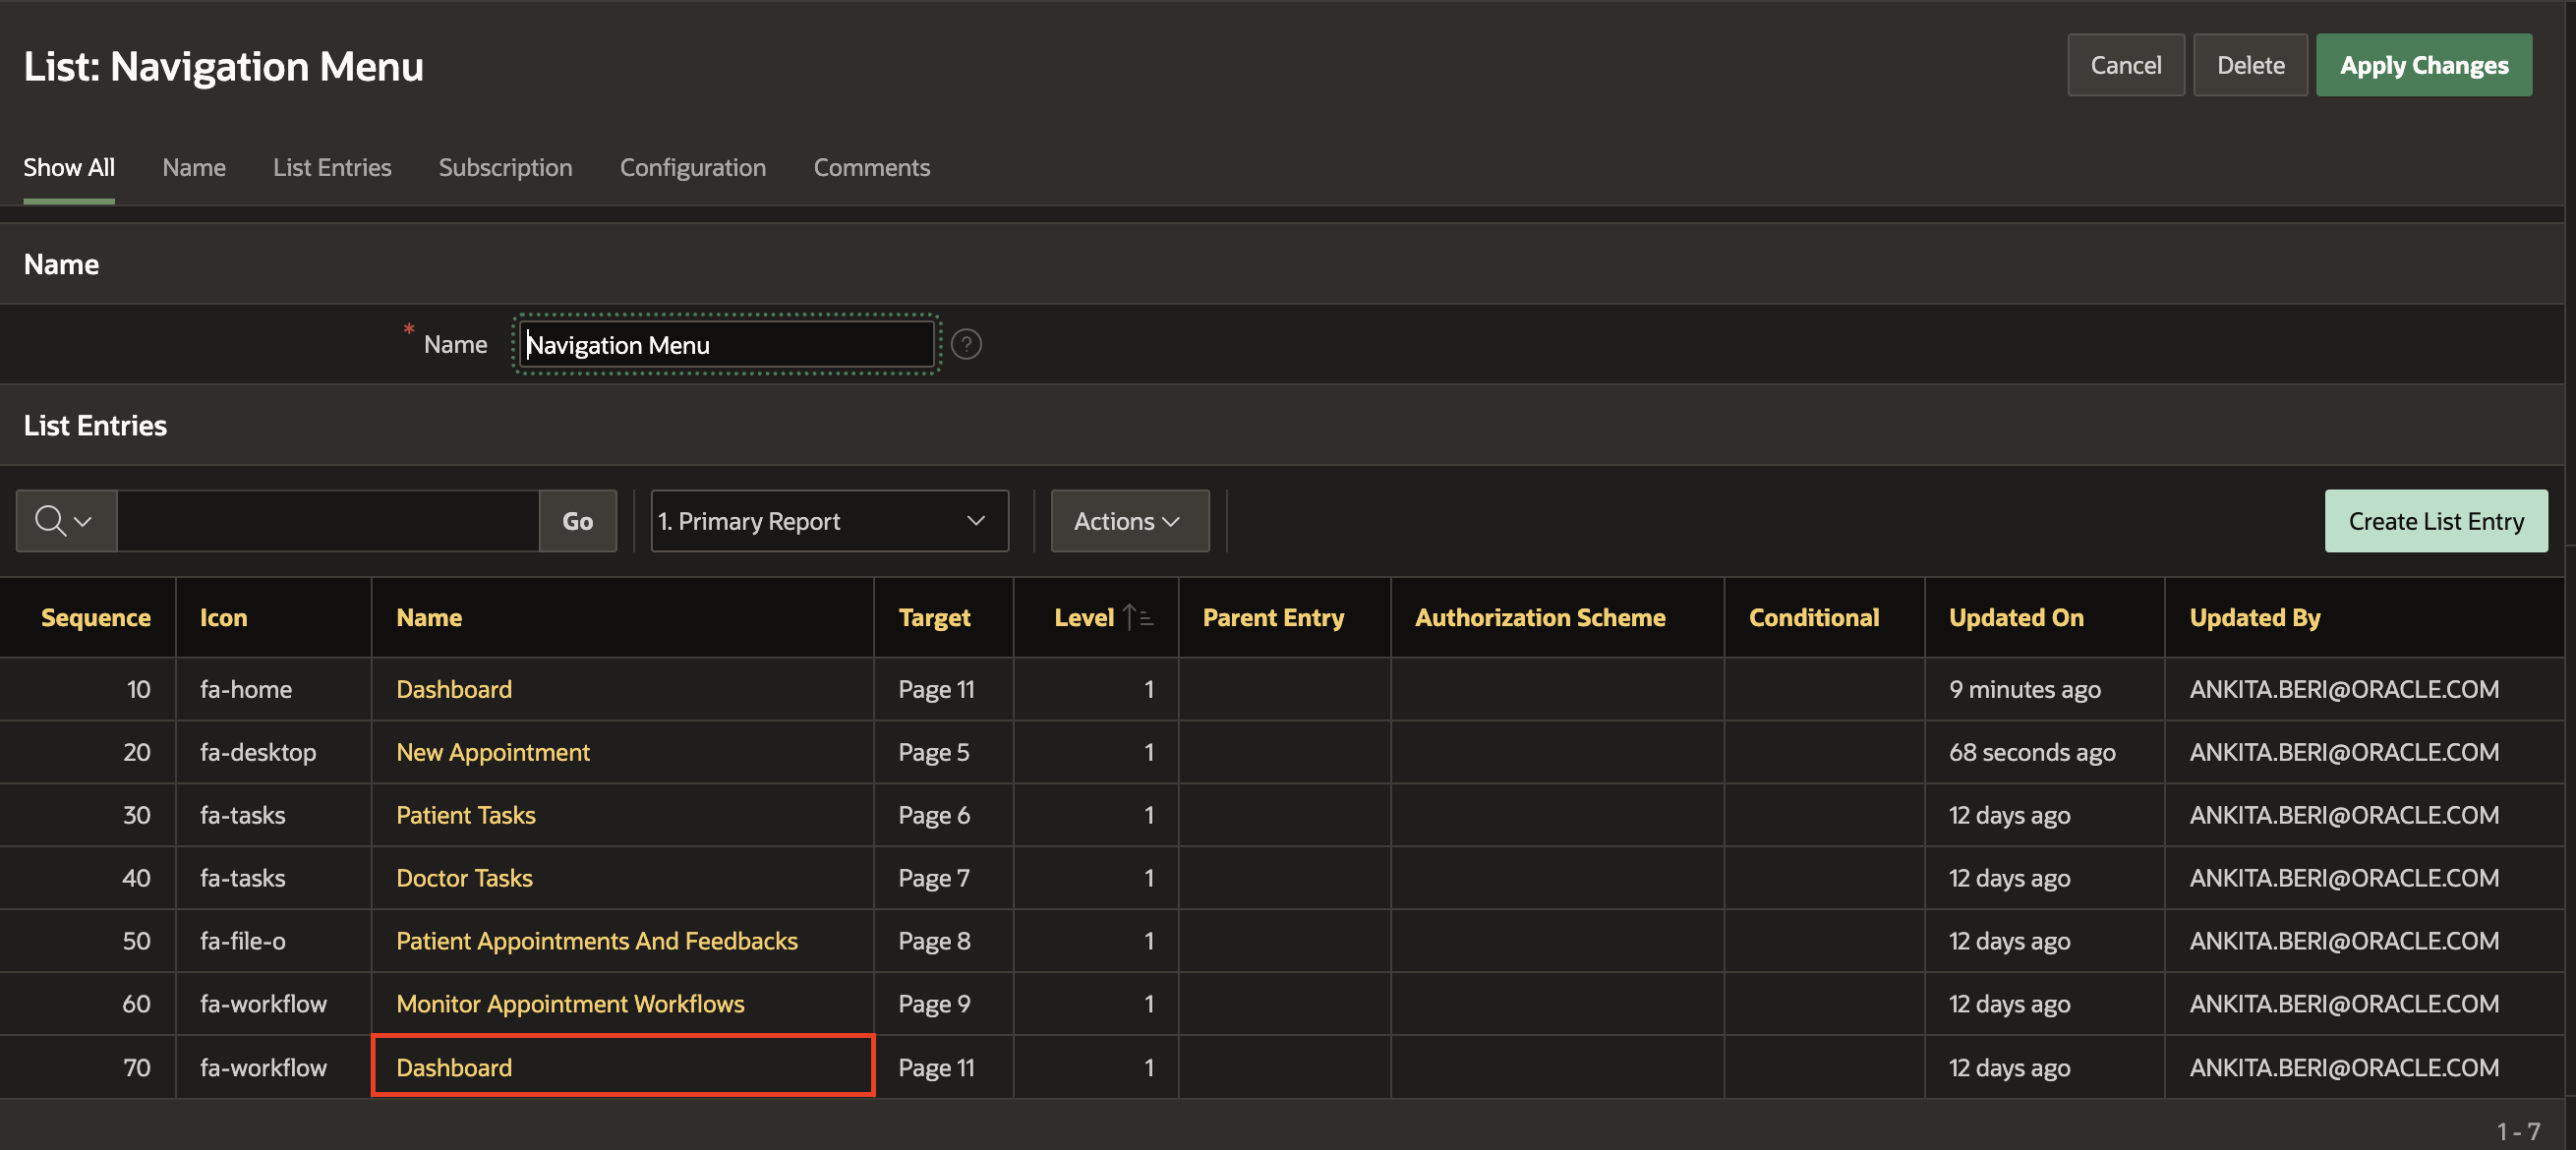 List: Navigation Menu
Cancel Delete Apply Changes
Show All Name List Entries Subscription Configuration Comments
Name
* Name Navigation Menu ?
List Entries
Go 1. Primary Report Actions Create List Entry
Sequence Icon Name Target Level Parent Entry Authorization Scheme Conditional Updated On Updated By
10 fa-home Dashboard Page 11 1 9 minutes ago ANKITA.BERI@ORACLE.COM
20 fa-desktop New Appointment Page 5 1 68 seconds ago ANKITA.BERI@ORACLE.COM
30 fa-tasks Patient Tasks Page 6 1 12 days ago ANKITA.BERI@ORACLE.COM
40 fa-tasks Doctor Tasks Page 7 1 12 days ago ANKITA.BERI@ORACLE.COM
50 fa-file-o Patient Appointments And Feedbacks Page 8 1 12 days ago ANKITA.BERI@ORACLE.COM
60 fa-workflow Monitor Appointment Workflows Page 9 1 12 days ago ANKITA.BERI@ORACLE.COM
70 fa-workflow Dashboard Page 11 1 12 days ago ANKITA.BERI@ORACLE.COM
1 - 7